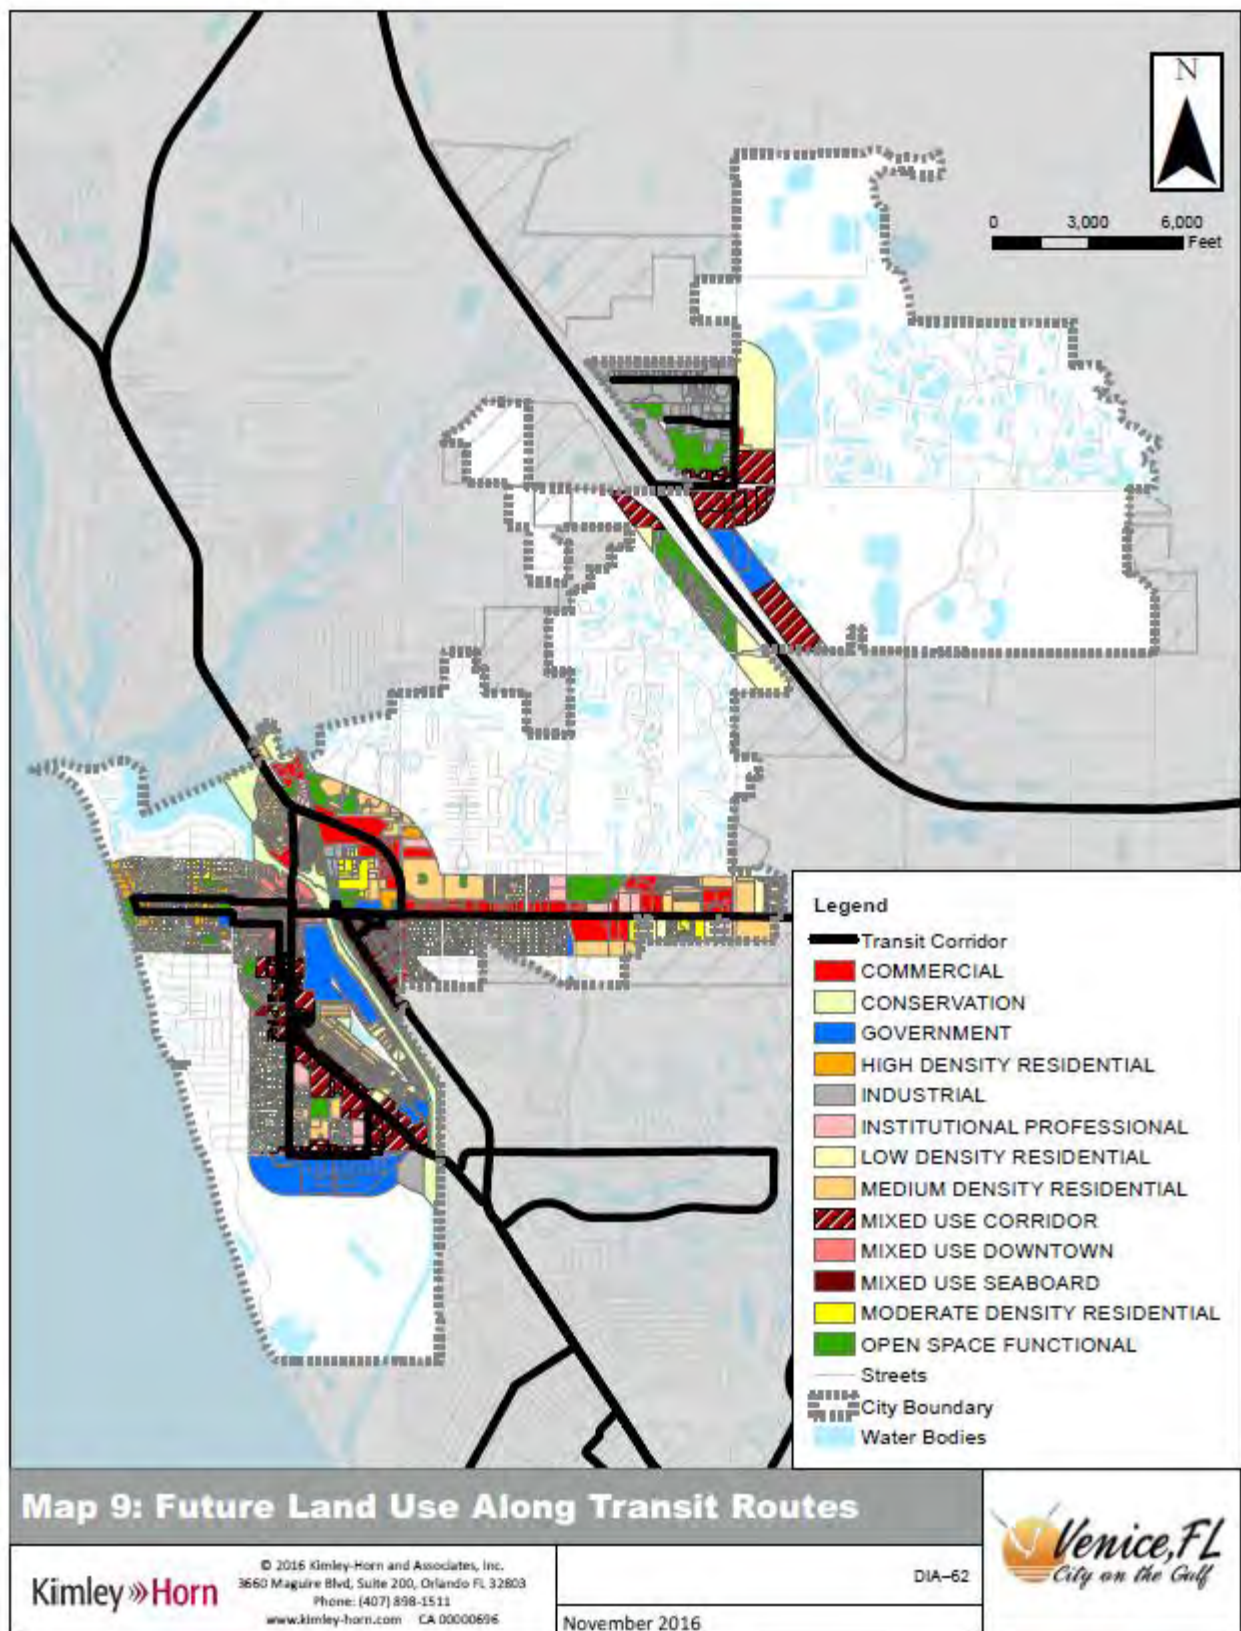 N
0 3,000 6,000
Feet
Legend
Transit Corridor
COMMERCIAL
CONSERVATION
GOVERNMENT
HIGH DENSITY RESIDENTIAL
INDUSTRIAL
INSTITUTIONAL PROFESSIONAL
LOW DENSITY RESIDENTIAL
MEDIUM DENSITY RESIDENTIAL
MIXED USE CORRIDOR
MIXED USE DOWNTOWN
MIXED USE SEABOARD
MODERATE DENSITY RESIDENTIAL
OPEN SPACE FUNCTIONAL
Streets
City Boundary
Water Bodies
Map 9: Future Land Use Along Transit Routes
Kimley»Horn
© 2016 Kimley-Horn and Associates, Inc.
3660 Maguire Blvd, Suite 200, Orlando FL 32803
Phone: (407) 898-1511
www.kimley-horn.com CA 00000696
DIA–62
November 2016
Venice, FL
City on the Gulf